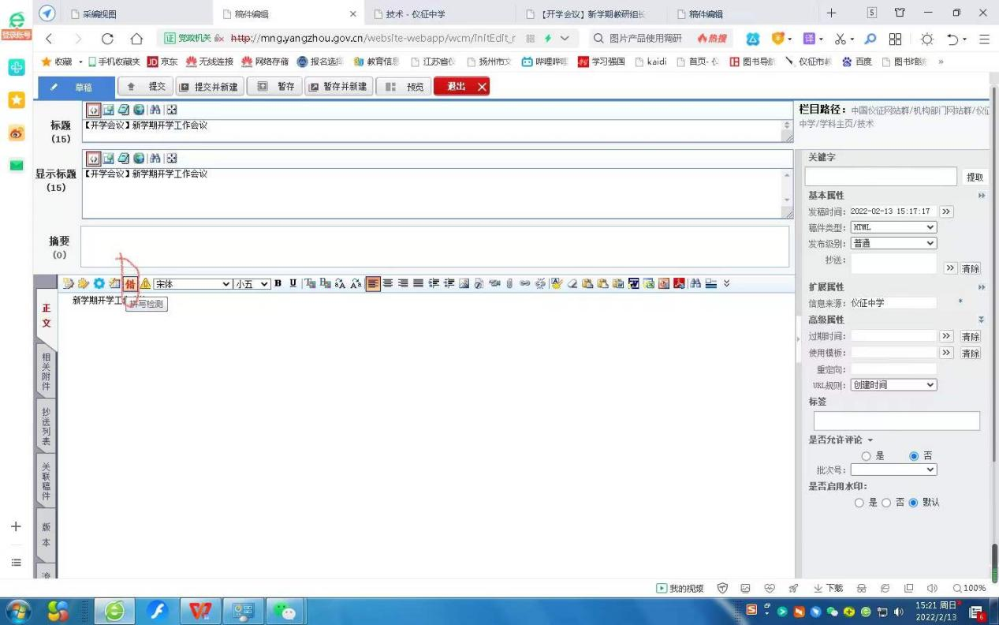 登录账号
采编视图
稿件编辑
技术 - 仪征中学
【开学会议】新学期教研组长
稿件编辑
5
证 党政机关 http://mng.yangzhou.gov.cn/website-webapp/wcm/InitEdit_r
图片产品使用调研 热搜
译
收藏 手机收藏夹 JD 京东 无线连接 网络存储 报名选 教育信息 江苏省仪 扬州市文 哔哩哔哩 学习强国 kaidi 首页- 图书导 仪征市 百度 图书馆 »
草稿 提交 提交并新建 暂存 暂存并新建 预览 退出
标题
(15)
【开学会议】新学期开学工作会议
显示标题
(15)
【开学会议】新学期开学工作会议
摘要
(0)
错 宋体 小五 B U
正文
新学期开学工
拼写检测
相关附件
抄送列表
关联稿件
版本
栏目路径: 中国仪征网站群/机构部门网站群/仪征
中学/学科主页/技术
关键字
提取
基本属性
发稿时间: 2022-02-13 15:17:17 >>
稿件类型: HTML
发布级别: 普通
抄送:
>> 清除
扩展属性
信息来源: 仪征中学 *
高级属性
过期时间: >> 清除
使用模板: >> 清除
重定向:
URL规则: 创建时间
标签
是否允许评论
是 否
批次号:
是否启用水印:
是 否 默认
我的视频 下载 100%
15:21 周日
2022/2/13